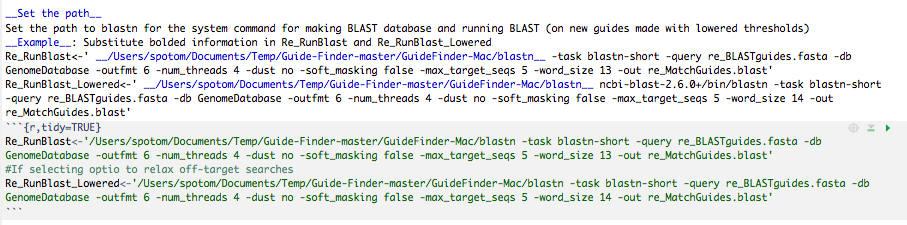 __Set the path__
Set the path to blastn for the system command for making BLAST database and running BLAST (on new guides made with lowered thresholds)
__Example__: Substitute bolded information in Re_RunBlast and Re_RunBlast_Lowered
Re_RunBlast<-' __/Users/spotom/Documents/Temp/Guide-Finder-master/GuideFinder-Mac/blastn__ -task blastn-short -query re_BLASTguides.fasta -db
GenomeDatabase -outfmt 6 -num_threads 4 -dust no -soft_masking false -max_target_seqs 5 -word_size 13 -out re_MatchGuides.blast'
Re_RunBlast_Lowered<-' __/Users/spotom/Documents/Temp/Guide-Finder-master/GuideFinder-Mac/blastn__ ncbi-blast-2.6.0+/bin/blastn -task blastn-short
-query re_BLASTguides.fasta -db GenomeDatabase -outfmt 6 -num_threads 4 -dust no -soft_masking false -max_target_seqs 5 -word_size 14 -out
re_MatchGuides.blast'
```{r,tidy=TRUE}
Re_RunBlast<-'/Users/spotom/Documents/Temp/Guide-Finder-master/GuideFinder-Mac/blastn -task blastn-short -query re_BLASTguides.fasta -db
GenomeDatabase -outfmt 6 -num_threads 4 -dust no -soft_masking false -max_target_seqs 5 -word_size 13 -out re_MatchGuides.blast'
#If selecting optio to relax off-target searches
Re_RunBlast_Lowered<-'/Users/spotom/Documents/Temp/Guide-Finder-master/GuideFinder-Mac/blastn -task blastn-short -query re_BLASTguides.fasta -db
GenomeDatabase -outfmt 6 -num_threads 4 -dust no -soft_masking false -max_target_seqs 5 -word_size 14 -out re_MatchGuides.blast'
```